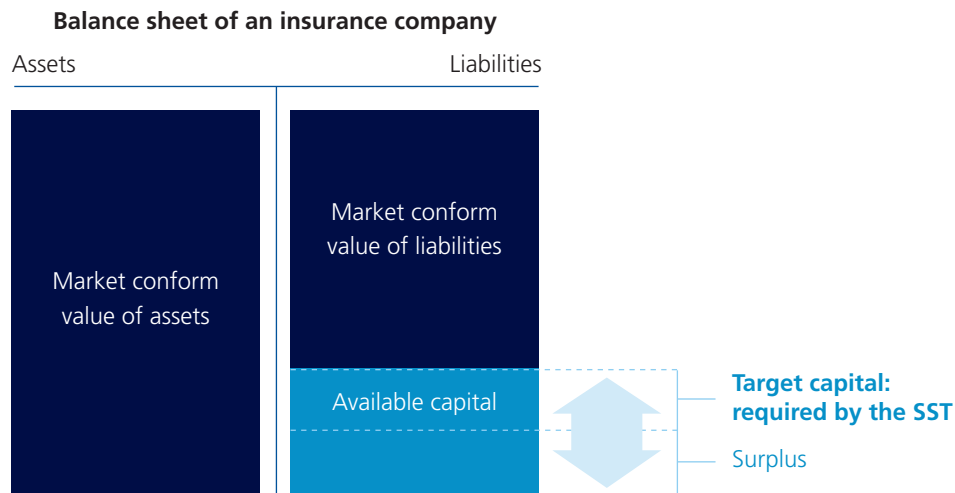 Balance sheet of an insurance company
Assets
Liabilities
Market conform
value of assets
Market conform
value of liabilities
Available capital
Target capital:
required by the SST
Surplus